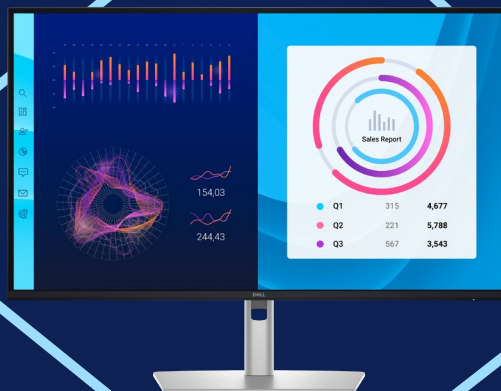 154,03
244,43
Sales Report
Q1 315 4,677
Q2 221 5,788
Q3 567 3,543
DELL